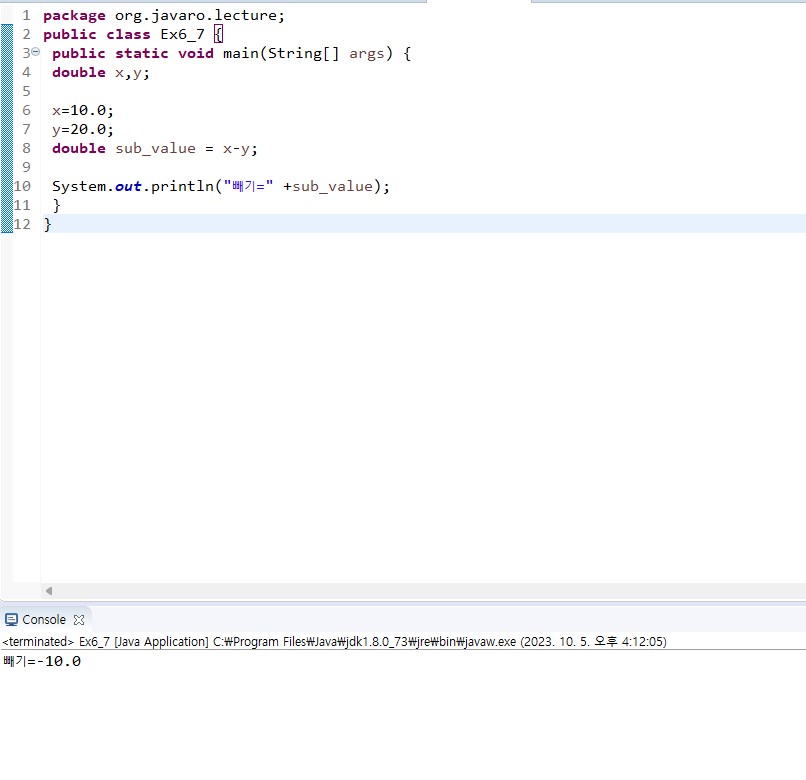 1 package org.javaro.lecture;
2 public class Ex6_7 {
3 public static void main(String[] args) {
4 double x,y;
5
6 x=10.0;
7 y=20.0;
8 double sub_value = x-y;
9
10 System.out.println("빼기=" +sub_value);
11 }
12 }
Console
<terminated> Ex6_7 [Java Application] C:₩Program Files₩Java₩jdk1.8.0_73₩jre₩bin₩javaw.exe (2023. 10. 5. 오후 4:12:05)
빼기=-10.0